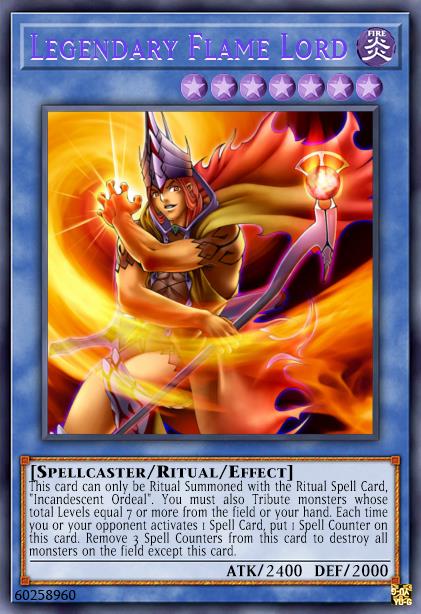 Legendary Flame Lord
FIRE
炎
[Spellcaster/Ritual/Effect]
This card can only be Ritual Summoned with the Ritual Spell Card,
"Incandescent Ordeal". You must also Tribute monsters whose
total Levels equal 7 or more from the field or your hand. Each time
you or your opponent activates 1 Spell Card, put 1 Spell Counter on
this card. Remove 3 Spell Counters from this card to destroy all
monsters on the field except this card.
ATK/2400 DEF/2000
60258960